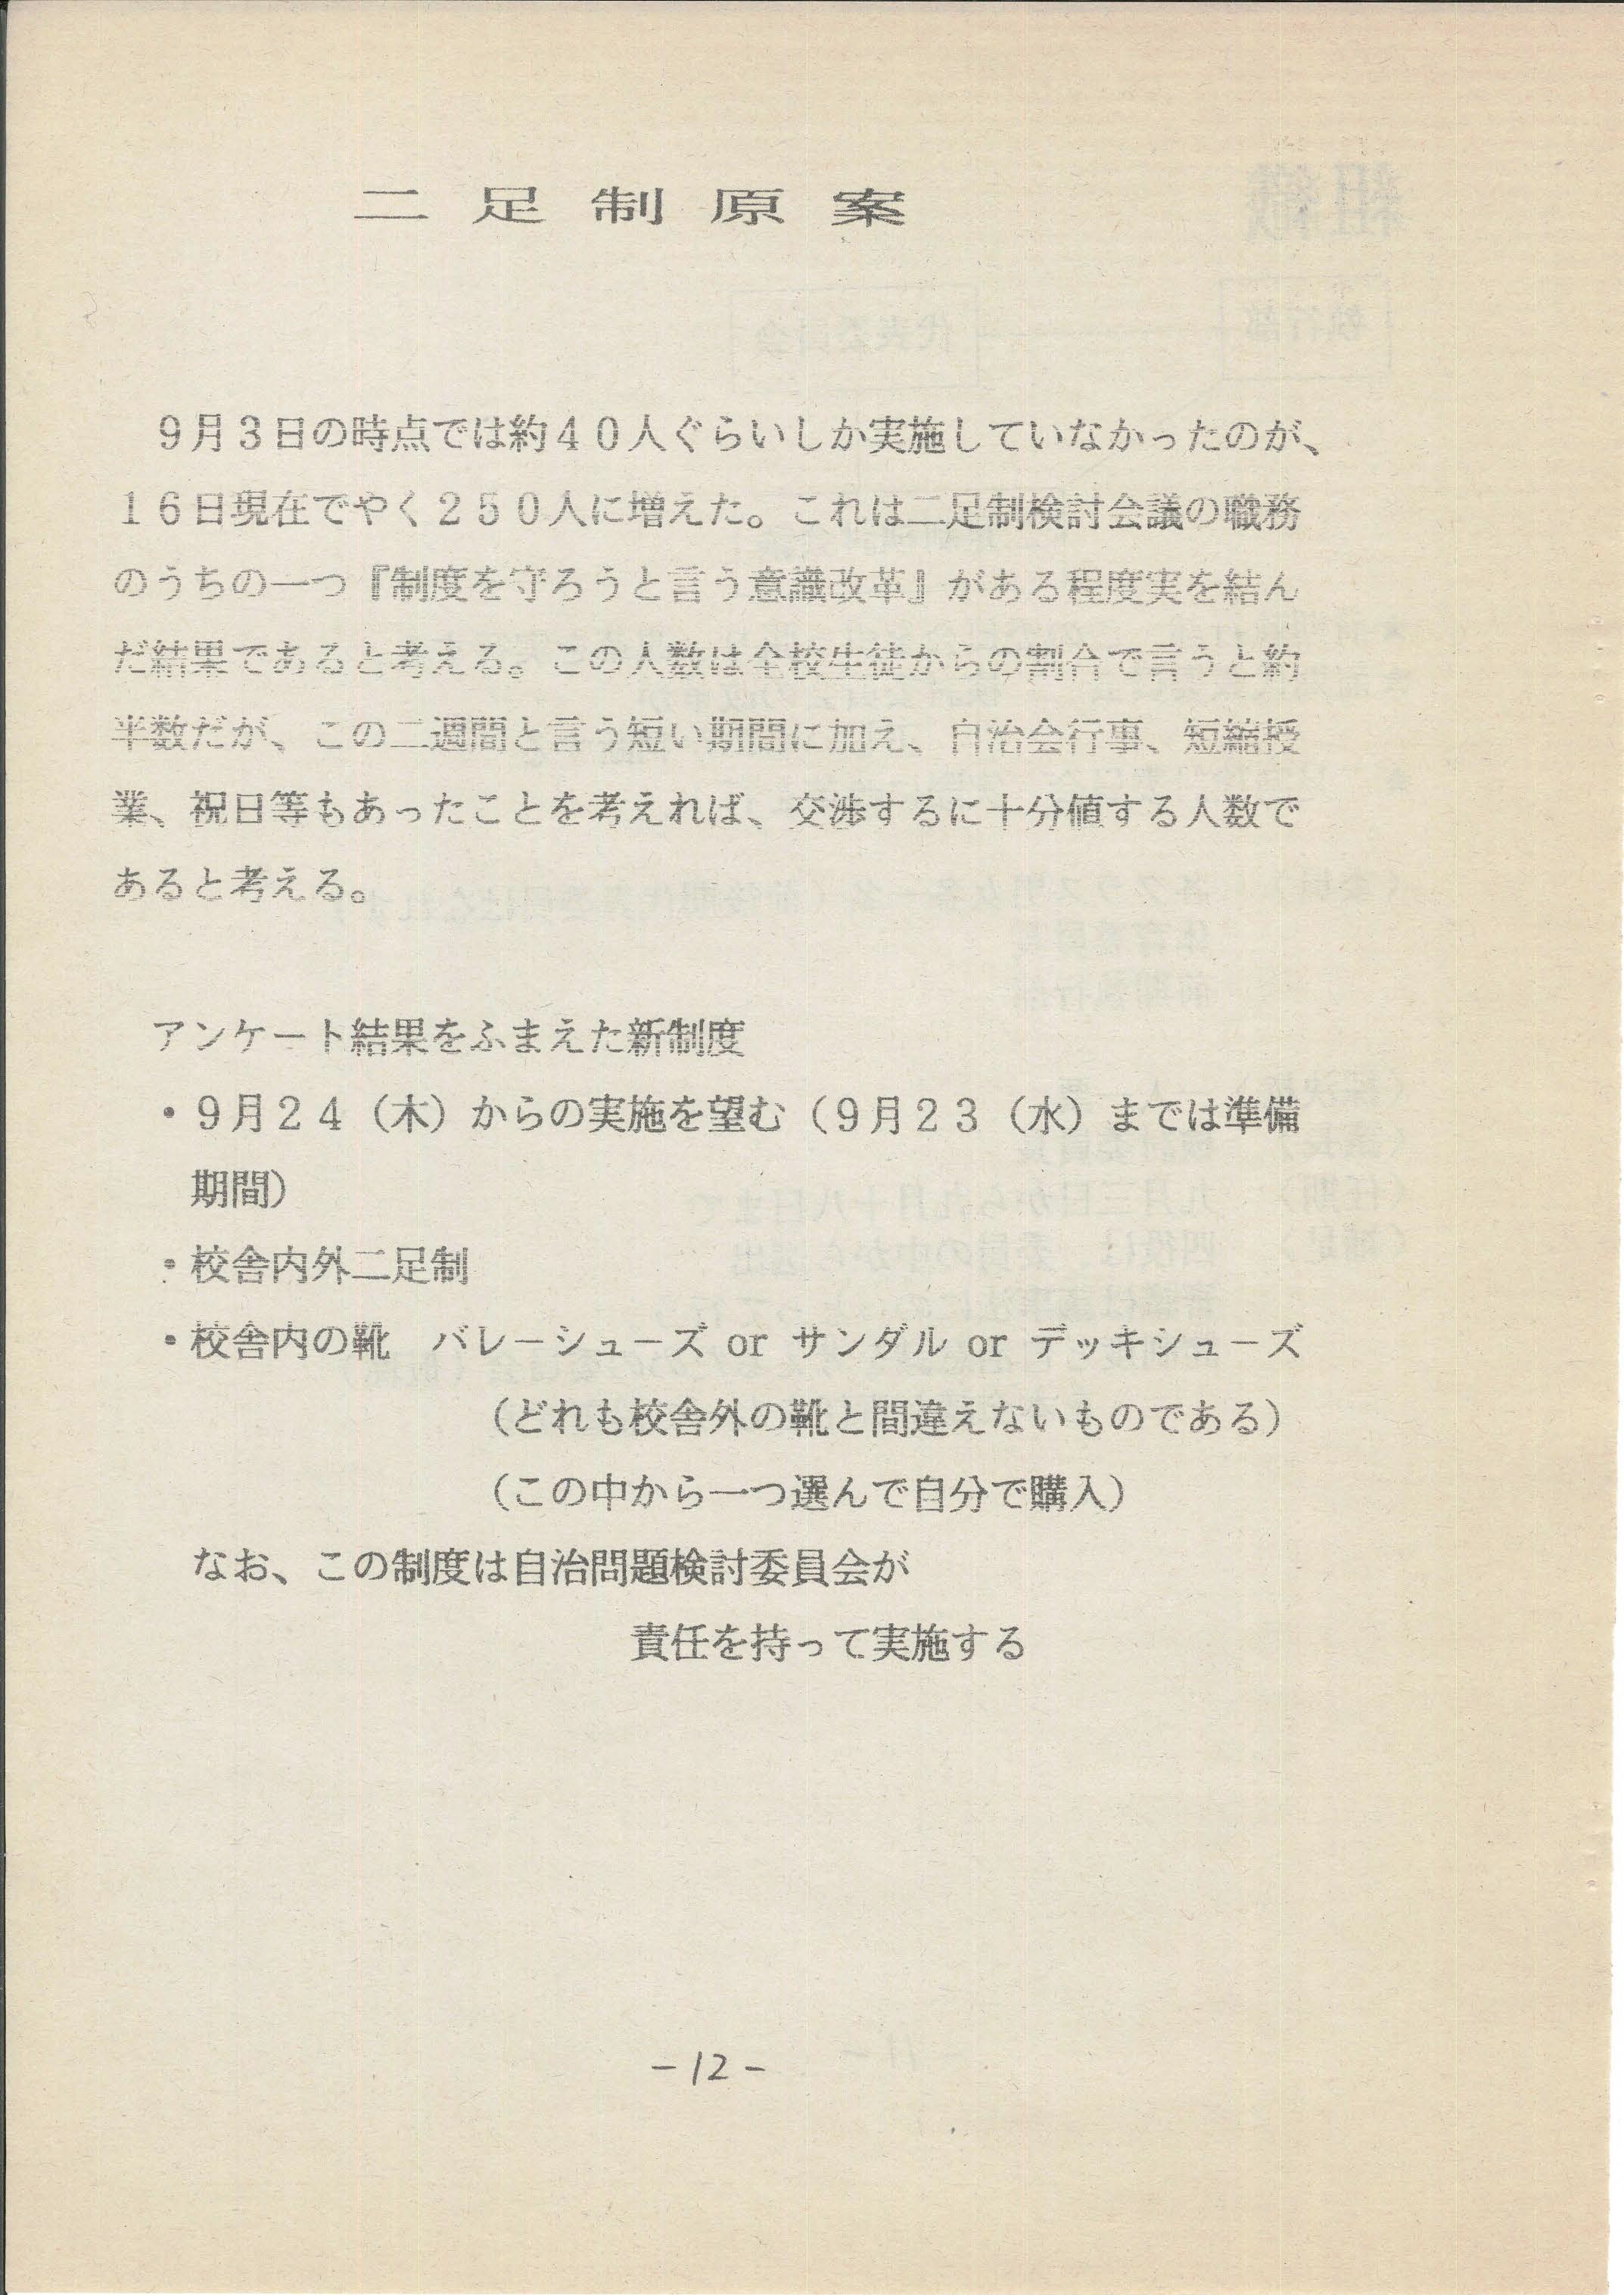 二足制原案
９月３日の時点では約４０人ぐらいしか実施していなかったのが、
１６日現在でやく２５０人に増えた。これは二足制検討会議の職務
のうちの一つ『制度を守ろうと言う意識改革』がある程度実を結ん
だ結果であると考える。この人数は全校生徒からの割合で言うと約
半数だが、この二週間と言う短い期間に加え、自治会行事、短縮授
業、祝日等もあったことを考えれば、交渉するに十分値する人数で
あると考える。
アンケート結果をふまえた新制度
・９月２４（木）からの実施を望む（９月２３（水）までは準備
期間）
・校舎内外二足制
・校舎内の靴　バレーシューズ or サンダル or デッキシューズ
（どれも校舎外の靴と間違えないものである）
（この中から一つ選んで自分で購入）
なお、この制度は自治問題検討委員会が
責任を持って実施する
－12－